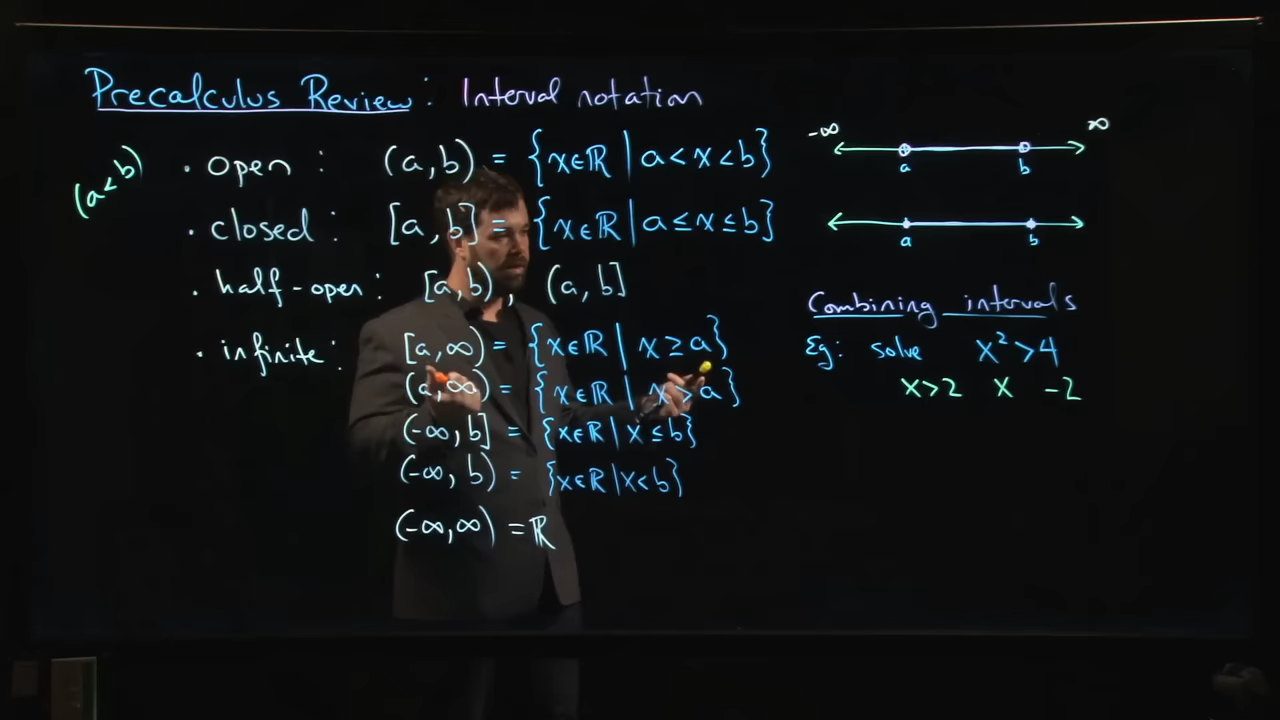 Precalculus Review: Interval notation
(a<b)
· open : (a,b) = {x∈ℝ | a<x<b}
· closed : [a,b] = {x∈ℝ | a≤x≤b}
· half-open : [a,b) , (a,b]
· infinite : [a,∞) = {x∈ℝ | x≥a}
(a,∞) = {x∈ℝ | x>a}
(-∞,b] = {x∈ℝ | x≤b}
(-∞,b) = {x∈ℝ | x<b}
(-∞,∞) = ℝ
-∞ ∞
a b
a b
Combining intervals
Eg: solve x²>4
x>2 x -2